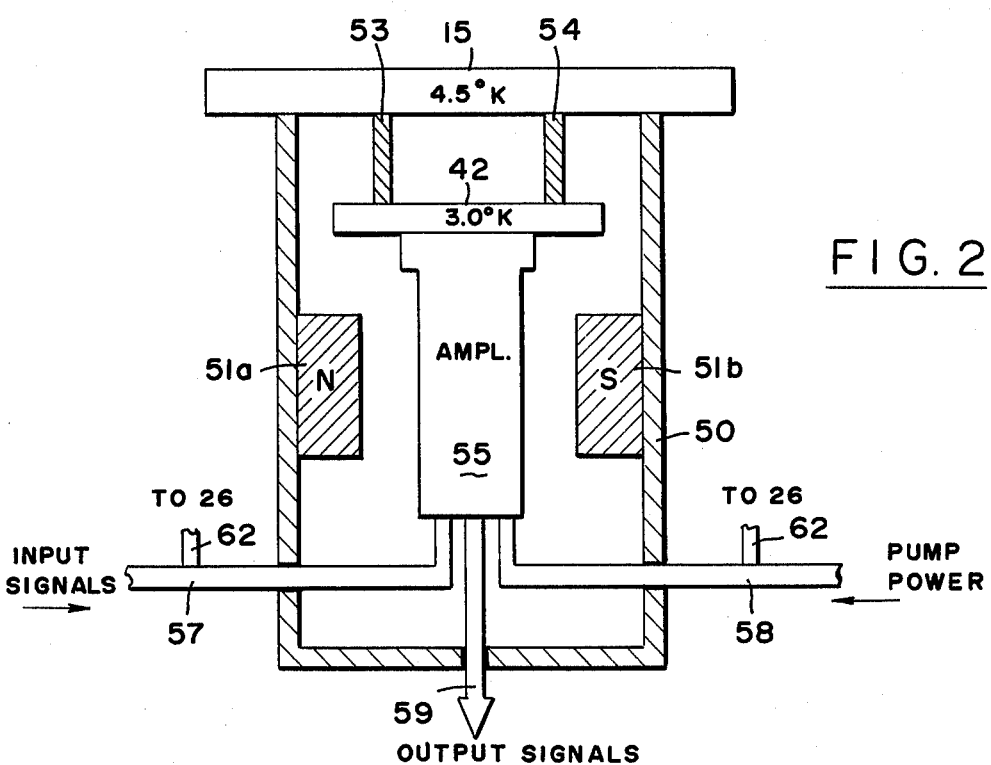 53 15 54
4.5°K
42
3.0°K
FIG. 2
51a N AMPL. S 51b
55 50
TO 26 TO 26
62 62
INPUT
SIGNALS
PUMP
POWER
57 58
59
OUTPUT SIGNALS